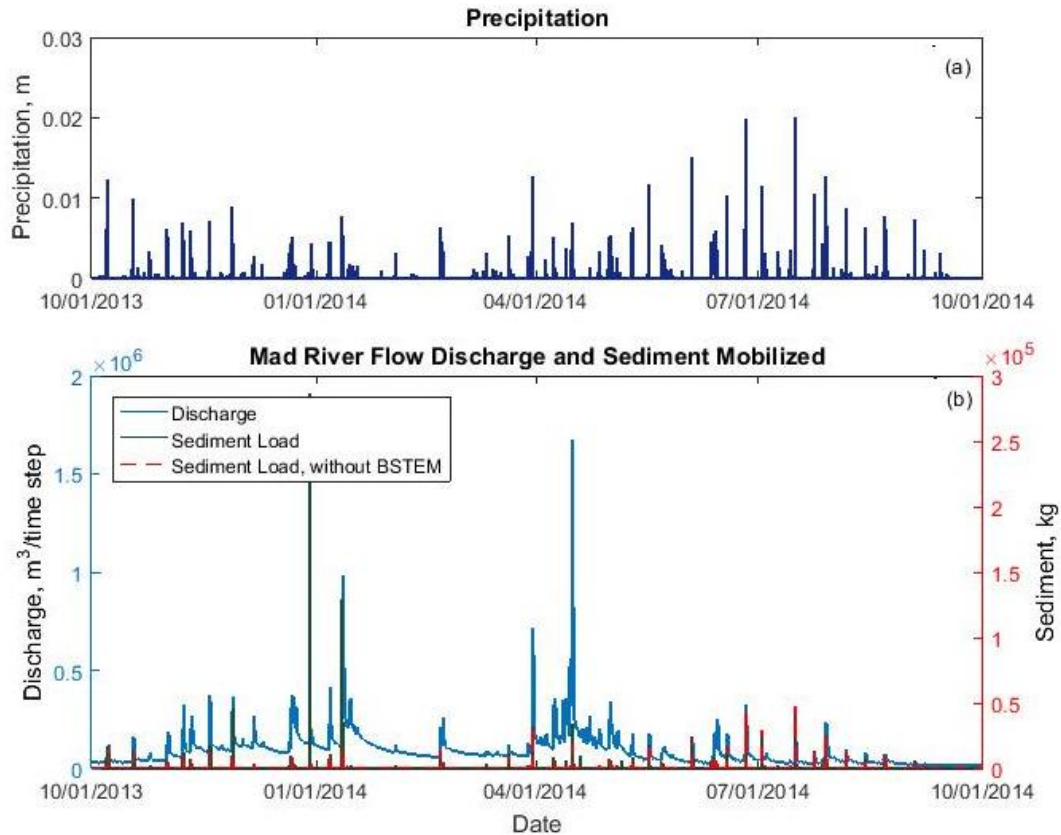 Precipitation
0.03
(a)
0.02
0.01
0
Precipitation, m
10/01/2013 01/01/2014 04/01/2014 07/01/2014 10/01/2014
Mad River Flow Discharge and Sediment Mobilized
× 10^6
× 10^5
2
3
(b)
Discharge
Sediment Load
Sediment Load, without BSTEM
2.5
1.5
2
1
1.5
1
0.5
0.5
0
0
Discharge, m^3/time step
Sediment, kg
10/01/2013 01/01/2014 04/01/2014 07/01/2014 10/01/2014
Date